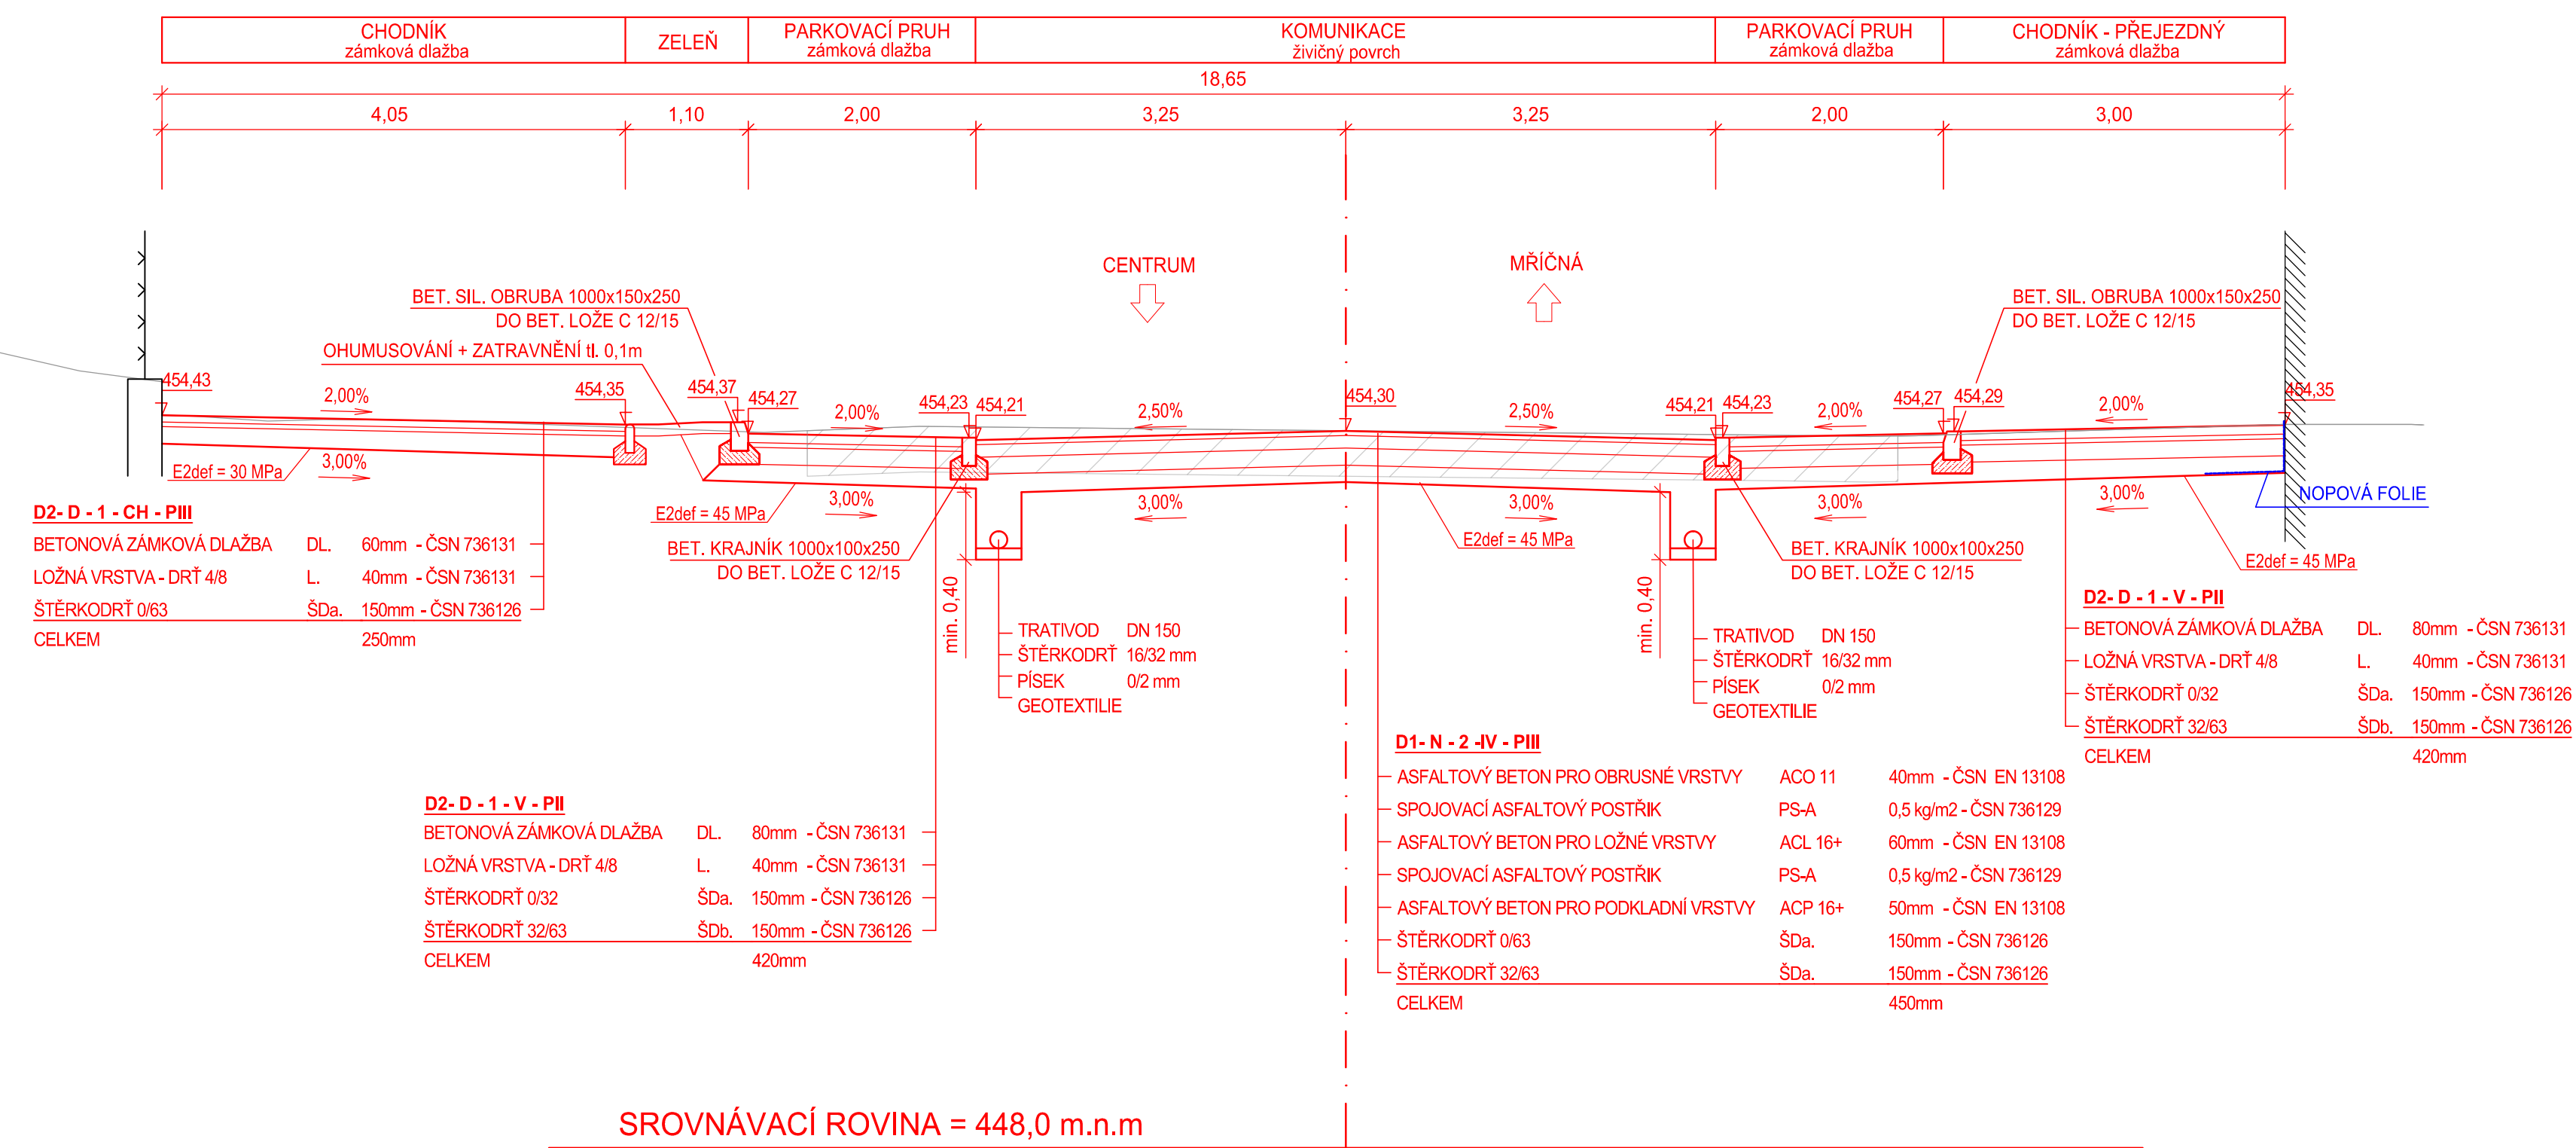 CHODNÍK
zámková dlažba
ZELEŇ
PARKOVACÍ PRUH
zámková dlažba
KOMUNIKACE
živičný povrch
PARKOVACÍ PRUH
zámková dlažba
CHODNÍK - PŘEJEZDNÝ
zámková dlažba
18,65
4,05
1,10
2,00
3,25
3,25
2,00
3,00
CENTRUM
MŘÍČNÁ
BET. SIL. OBRUBA 1000x150x250
DO BET. LOŽE C 12/15
OHUMUSOVÁNÍ + ZATRAVNĚNÍ tl. 0,1m
BET. SIL. OBRUBA 1000x150x250
DO BET. LOŽE C 12/15
454,43
2,00%
454,35
454,37
454,27
2,00%
454,23
454,21
2,50%
454,30
2,50%
454,21
454,23
2,00%
454,27
454,29
2,00%
454,35
E2def = 30 MPa
3,00%
E2def = 45 MPa
3,00%
3,00%
3,00%
E2def = 45 MPa
3,00%
3,00%
NOPOVÁ FOLIE
E2def = 45 MPa
BET. KRAJNÍK 1000x100x250
DO BET. LOŽE C 12/15
BET. KRAJNÍK 1000x100x250
DO BET. LOŽE C 12/15
min. 0,40
min. 0,40
D2- D - 1 - CH - PIII
BETONOVÁ ZÁMKOVÁ DLAŽBA DL. 60mm - ČSN 736131
LOŽNÁ VRSTVA - DRŤ 4/8 L. 40mm - ČSN 736131
ŠTĚRKODRŤ 0/63 ŠDa. 150mm - ČSN 736126
CELKEM 250mm
TRATIVOD DN 150
ŠTĚRKODRŤ 16/32 mm
PÍSEK 0/2 mm
GEOTEXTILIE
TRATIVOD DN 150
ŠTĚRKODRŤ 16/32 mm
PÍSEK 0/2 mm
GEOTEXTILIE
D2- D - 1 - V - PII
BETONOVÁ ZÁMKOVÁ DLAŽBA DL. 80mm - ČSN 736131
LOŽNÁ VRSTVA - DRŤ 4/8 L. 40mm - ČSN 736131
ŠTĚRKODRŤ 0/32 ŠDa. 150mm - ČSN 736126
ŠTĚRKODRŤ 32/63 ŠDb. 150mm - ČSN 736126
CELKEM 420mm
D2- D - 1 - V - PII
BETONOVÁ ZÁMKOVÁ DLAŽBA DL. 80mm - ČSN 736131
LOŽNÁ VRSTVA - DRŤ 4/8 L. 40mm - ČSN 736131
ŠTĚRKODRŤ 0/32 ŠDa. 150mm - ČSN 736126
ŠTĚRKODRŤ 32/63 ŠDb. 150mm - ČSN 736126
CELKEM 420mm
D1- N - 2 -IV - PIII
ASFALTOVÝ BETON PRO OBRUSNÉ VRSTVY ACO 11 40mm - ČSN EN 13108
SPOJOVACÍ ASFALTOVÝ POSTŘIK PS-A 0,5 kg/m2 - ČSN 736129
ASFALTOVÝ BETON PRO LOŽNÉ VRSTVY ACL 16+ 60mm - ČSN EN 13108
SPOJOVACÍ ASFALTOVÝ POSTŘIK PS-A 0,5 kg/m2 - ČSN 736129
ASFALTOVÝ BETON PRO PODKLADNÍ VRSTVY ACP 16+ 50mm - ČSN EN 13108
ŠTĚRKODRŤ 0/63 ŠDa. 150mm - ČSN 736126
ŠTĚRKODRŤ 32/63 ŠDa. 150mm - ČSN 736126
CELKEM 450mm
SROVNÁVACÍ ROVINA = 448,0 m.n.m